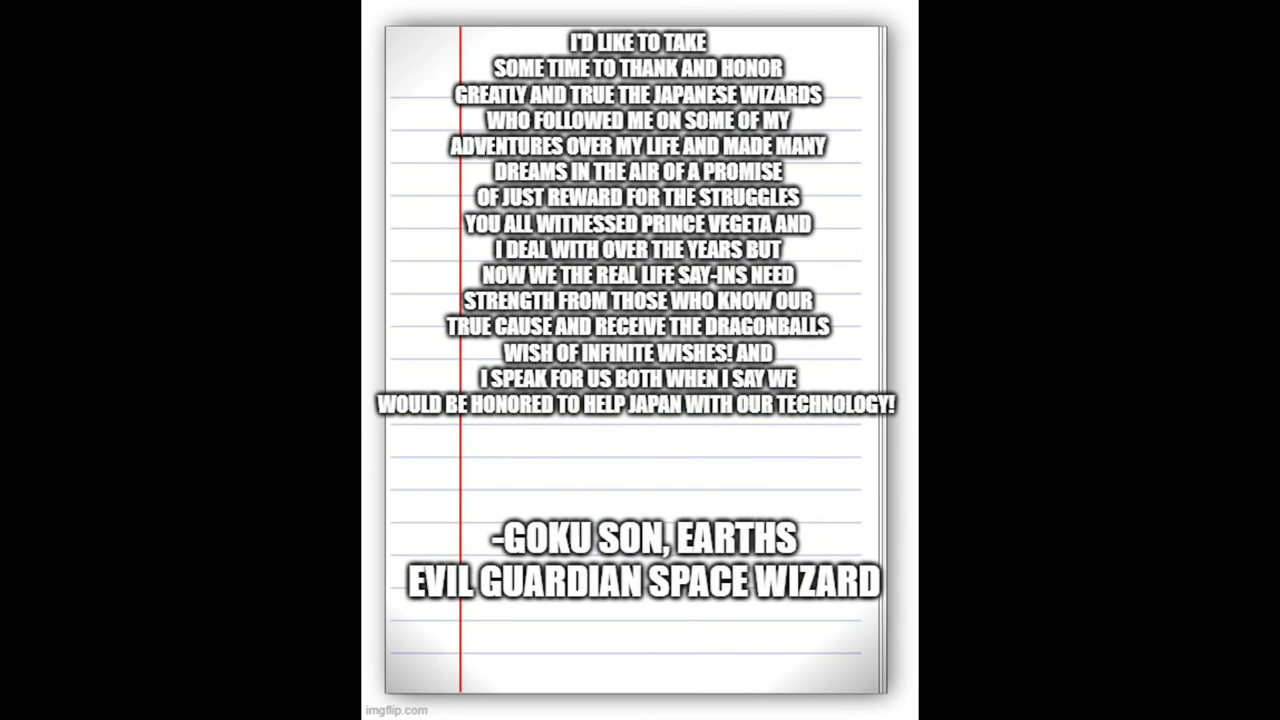 I'D LIKE TO TAKE
SOME TIME TO THANK AND HONOR
GREATLY AND TRUE THE JAPANESE WIZARDS
WHO FOLLOWED ME ON SOME OF MY
ADVENTURES OVER MY LIFE AND MADE MANY
DREAMS IN THE AIR OF A PROMISE
OF JUST REWARD FOR THE STRUGGLES
YOU ALL WITNESSED PRINCE VEGETA AND
I DEAL WITH OVER THE YEARS BUT
NOW WE THE REAL LIFE SAY-INS NEED
STRENGTH FROM THOSE WHO KNOW OUR
TRUE CAUSE AND RECEIVE THE DRAGONBALLS
WISH OF INFINITE WISHES! AND
I SPEAK FOR US BOTH WHEN I SAY WE
WOULD BE HONORED TO HELP JAPAN WITH OUR TECHNOLOGY!
-GOKU SON, EARTHS
EVIL GUARDIAN SPACE WIZARD
imgflip.com